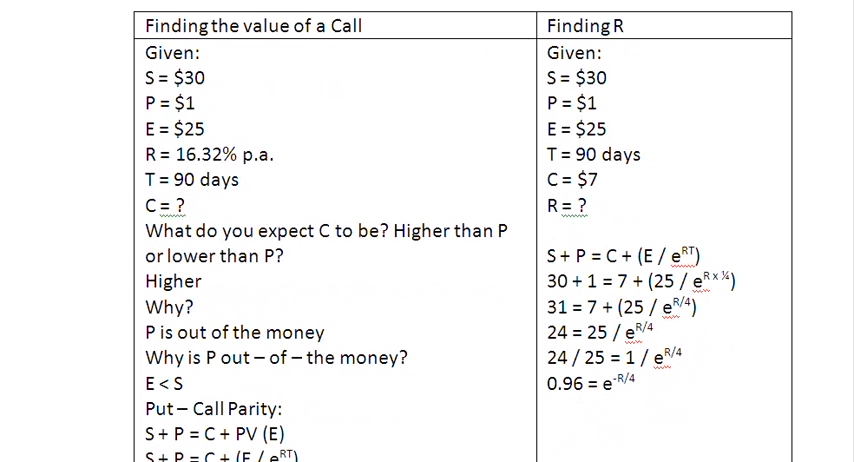 Finding the value of a Call
Given:
S = $30
P = $1
E = $25
R = 16.32% p.a.
T = 90 days
C = ?
What do you expect C to be? Higher than P
or lower than P?
Higher
Why?
P is out of the money
Why is P out – of – the money?
E < S
Put – Call Parity:
S + P = C + PV (E)
S + P = C + (E / eᴿᵀ)
Finding R
Given:
S = $30
P = $1
E = $25
T = 90 days
C = $7
R = ?
S + P = C + (E / eᴿᵀ)
30 + 1 = 7 + (25 / e^R x ¼)
31 = 7 + (25 / e^R/4)
24 = 25 / e^R/4
24 / 25 = 1 / e^R/4
0.96 = e^-R/4